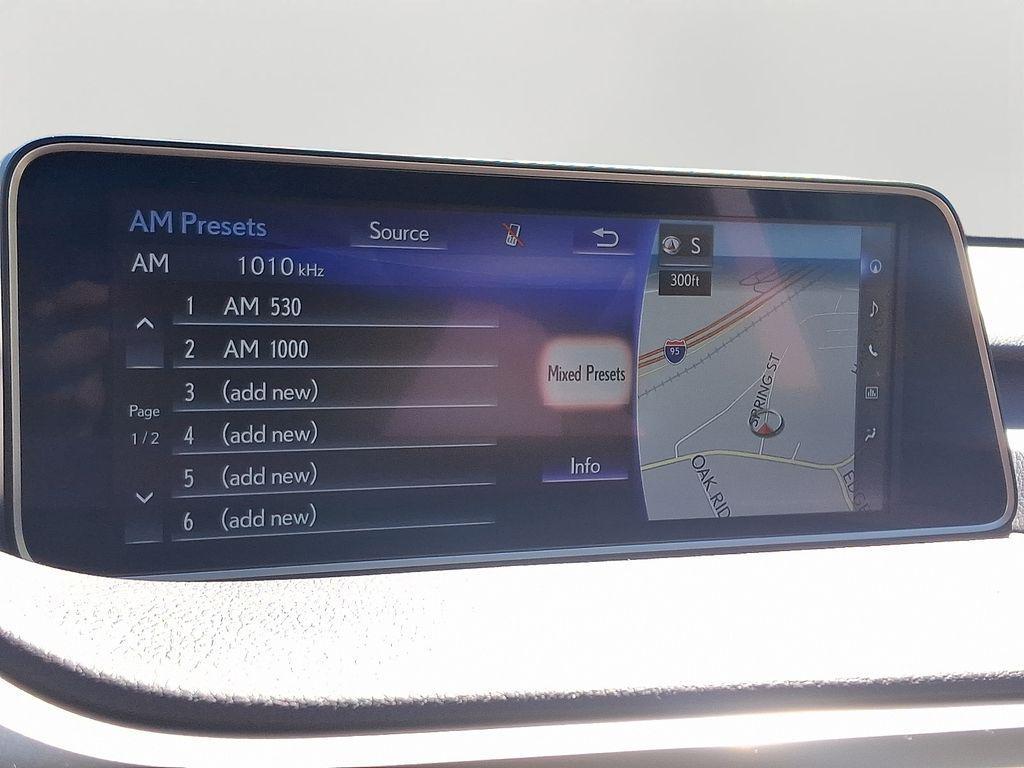 AM Presets
Source
AM 1010 kHz
1 AM 530
2 AM 1000
3 (add new)
4 (add new)
5 (add new)
6 (add new)
Page
1 / 2
Mixed Presets
Info
S
300ft
95
SPRING ST
OAK RID
EDGE